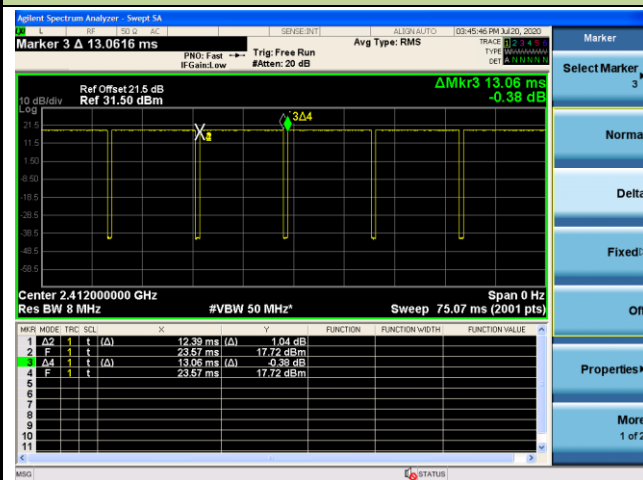 Agilent Spectrum Analyzer - Swept SA
L RF 50 Ω AC SENSE:INT ALIGN AUTO 03:45:46 PM Jul 20, 2020
Marker 3 Δ 13.0616 ms
PNO: Fast
IFGain:Low
Trig: Free Run
#Atten: 20 dB
Avg Type: RMS
TRACE 1 2 3 4 5 6
TYPE
DET A N N N N N
Ref Offset 21.5 dB
10 dB/div Ref 31.50 dBm
Log
ΔMkr3 13.06 ms
-0.38 dB
3Δ4
21.5
11.5
1.50
-8.50
-18.5
-28.5
-38.5
-48.5
-58.5
Center 2.412000000 GHz Span 0 Hz
Res BW 8 MHz #VBW 50 MHz* Sweep 75.07 ms (2001 pts)
MKR MODE TRC SCL X Y FUNCTION FUNCTION WIDTH FUNCTION VALUE
1 Δ2 1 t (Δ) 12.39 ms (Δ) 1.04 dB
2 F 1 t 23.57 ms 17.72 dBm
3 Δ4 1 t (Δ) 13.06 ms (Δ) -0.38 dB
4 F 1 t 23.57 ms 17.72 dBm
5
6
7
8
9
10
11
MSG STATUS
Marker
Select Marker
3
Norma
Delta
Fixed
Of
Properties
More
1 of 2